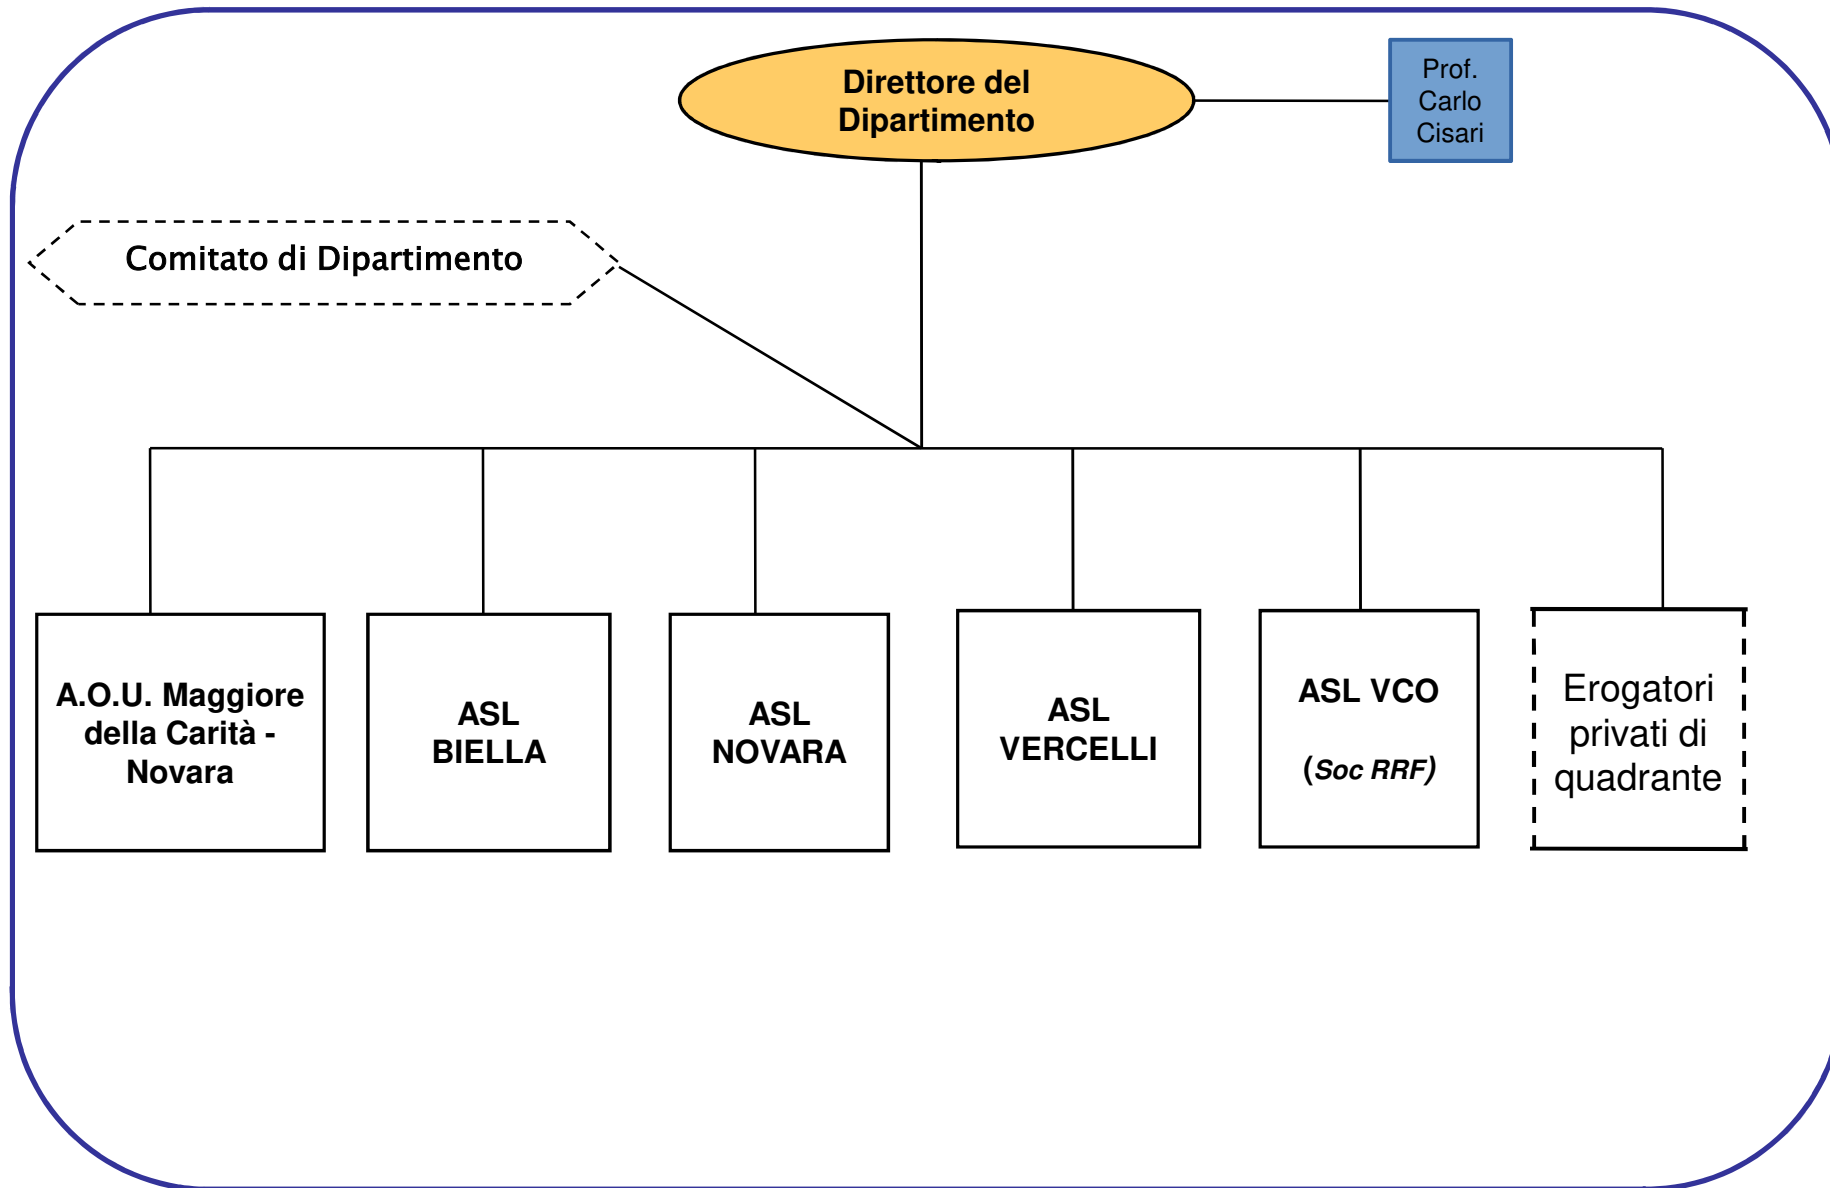 Direttore del
Dipartimento
Prof.
Carlo
Cisari
Comitato di Dipartimento
A.O.U. Maggiore
della Carità -
Novara
ASL
BIELLA
ASL
NOVARA
ASL
VERCELLI
ASL VCO
(Soc RRF)
Erogatori
privati di
quadrante